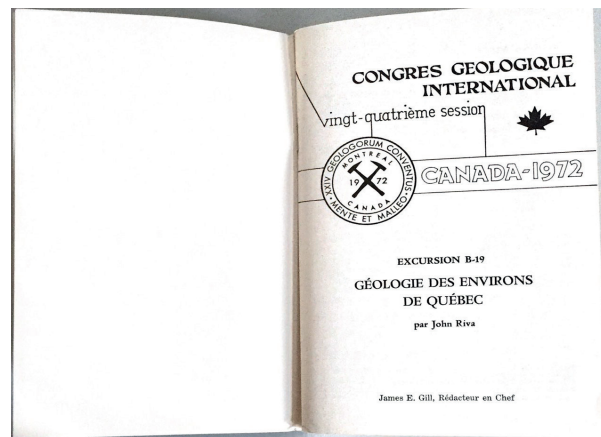 CONGRES GEOLOGIQUE
INTERNATIONAL
vingt-quatrième session
XXIV GEOLOGORUM CONVENTUS
MONTREAL
19 72
CANADA
MENTE ET MALLEO
CANADA-1972
EXCURSION B-19
GÉOLOGIE DES ENVIRONS
DE QUÉBEC
par John Riva
James E. Gill, Rédacteur en Chef